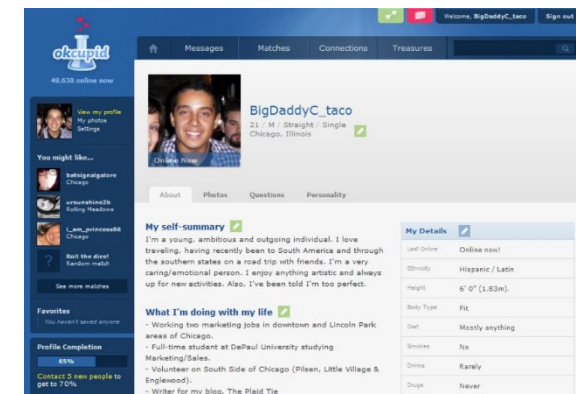 Welcome, BigDaddyC_taco
Sign out
okcupid
49,638 online now
Messages
Matches
Connections
Treasures
View my profile
My photos
Settings
BigDaddyC_taco
21 / M / Straight / Single
Chicago, Illinois
Online Now
You might like...
batsignalgalore
Chicago
ursunshine2b
Rolling Meadows
i_am_princess86
Chicago
?
Roll the dice!
Random match
See more matches
Favorites
You haven't saved anyone
Profile Completion
65%
Contact 5 new people to
get to 70%
About
Photos
Questions
Personality
My self-summary
I'm a young, ambitious and outgoing individual. I love
traveling, having recently been to South America and through
the southern states on a road trip with friends. I'm a very
caring/emotional person. I enjoy anything artistic and always
up for new activities. Also. I've been told I'm too perfect.
What I'm doing with my life
- Working two marketing jobs in downtown and Lincoln Park
areas of Chicago.
- Full-time student at DePaul University studying
Marketing/Sales.
- Volunteer on South Side of Chicago (Pilsen, Little Village &
Englewood).
- Writer for my blog, The Plaid Tie
My Details
Last Online Online now!
Ethnicity Hispanic / Latin
Height 6' 0" (1.83m).
Body Type Fit
Diet Mostly anything
Smokes No
Drinks Rarely
Drugs Never